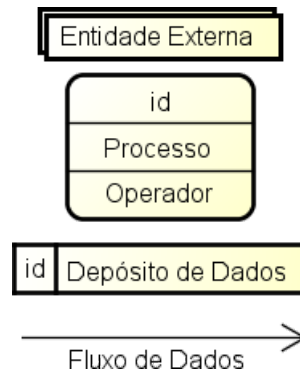 Entidade Externa
id
Processo
Operador
id Depósito de Dados
Fluxo de Dados